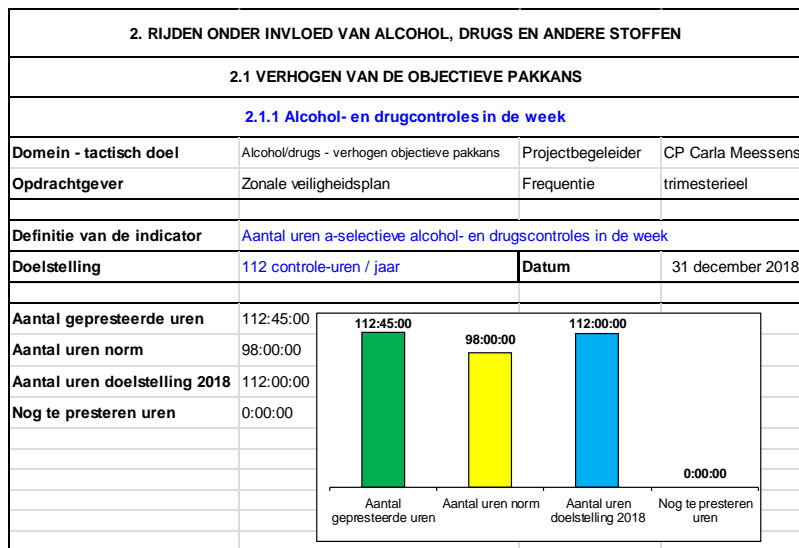 2. RIJDEN ONDER INVLOED VAN ALCOHOL, DRUGS EN ANDERE STOFFEN
2.1 VERHOGEN VAN DE OBJECTIEVE PAKKANS
2.1.1 Alcohol- en drugcontroles in de week
Domein - tactisch doel Alcohol/drugs - verhogen objectieve pakkans Projectbegeleider CP Carla Meessens
Opdrachtgever Zonale veiligheidsplan Frequentie trimesterieel
Definitie van de indicator Aantal uren a-selectieve alcohol- en drugscontroles in de week
Doelstelling 112 controle-uren / jaar Datum 31 december 2018
Aantal gepresteerde uren 112:45:00
Aantal uren norm 98:00:00
Aantal uren doelstelling 2018 112:00:00
Nog te presteren uren 0:00:00
112:45:00 98:00:00 112:00:00 0:00:00
Aantal gepresteerde uren
Aantal uren norm
Aantal uren doelstelling 2018
Nog te presteren uren